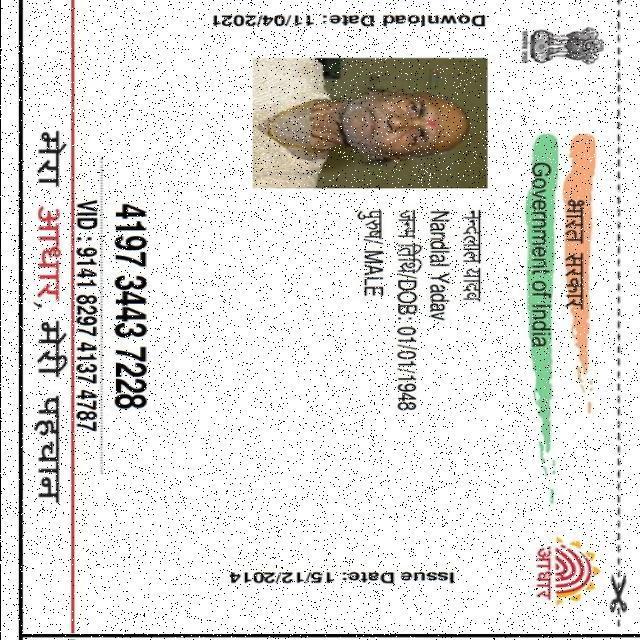 भारत सरकार
Government of India
Download Date: 11/04/2021
Issue Date: 15/12/2014
नन्दलाल यादव
Nandlal Yadav
जन्म तिथि/DOB: 01/01/1948
पुरुष/ MALE
4197 3443 7228
VID : 9141 8297 4137 4787
मेरा आधार, मेरी पहचान
आधार